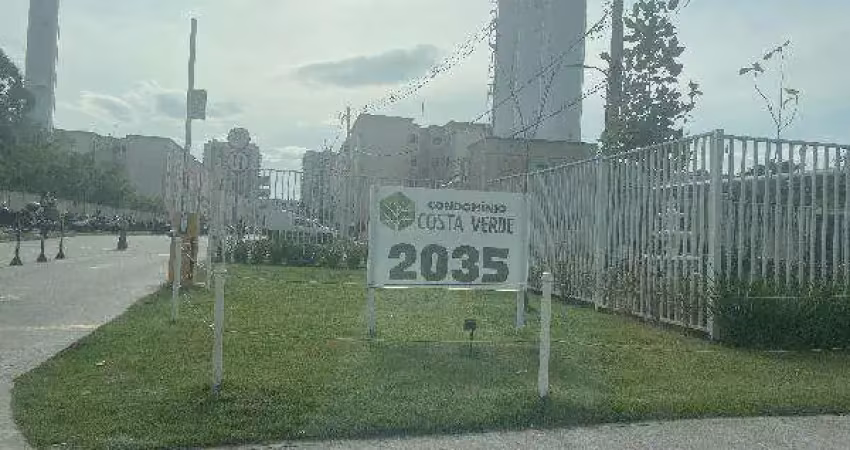 CONDOMÍNIO
COSTA VERDE
2035